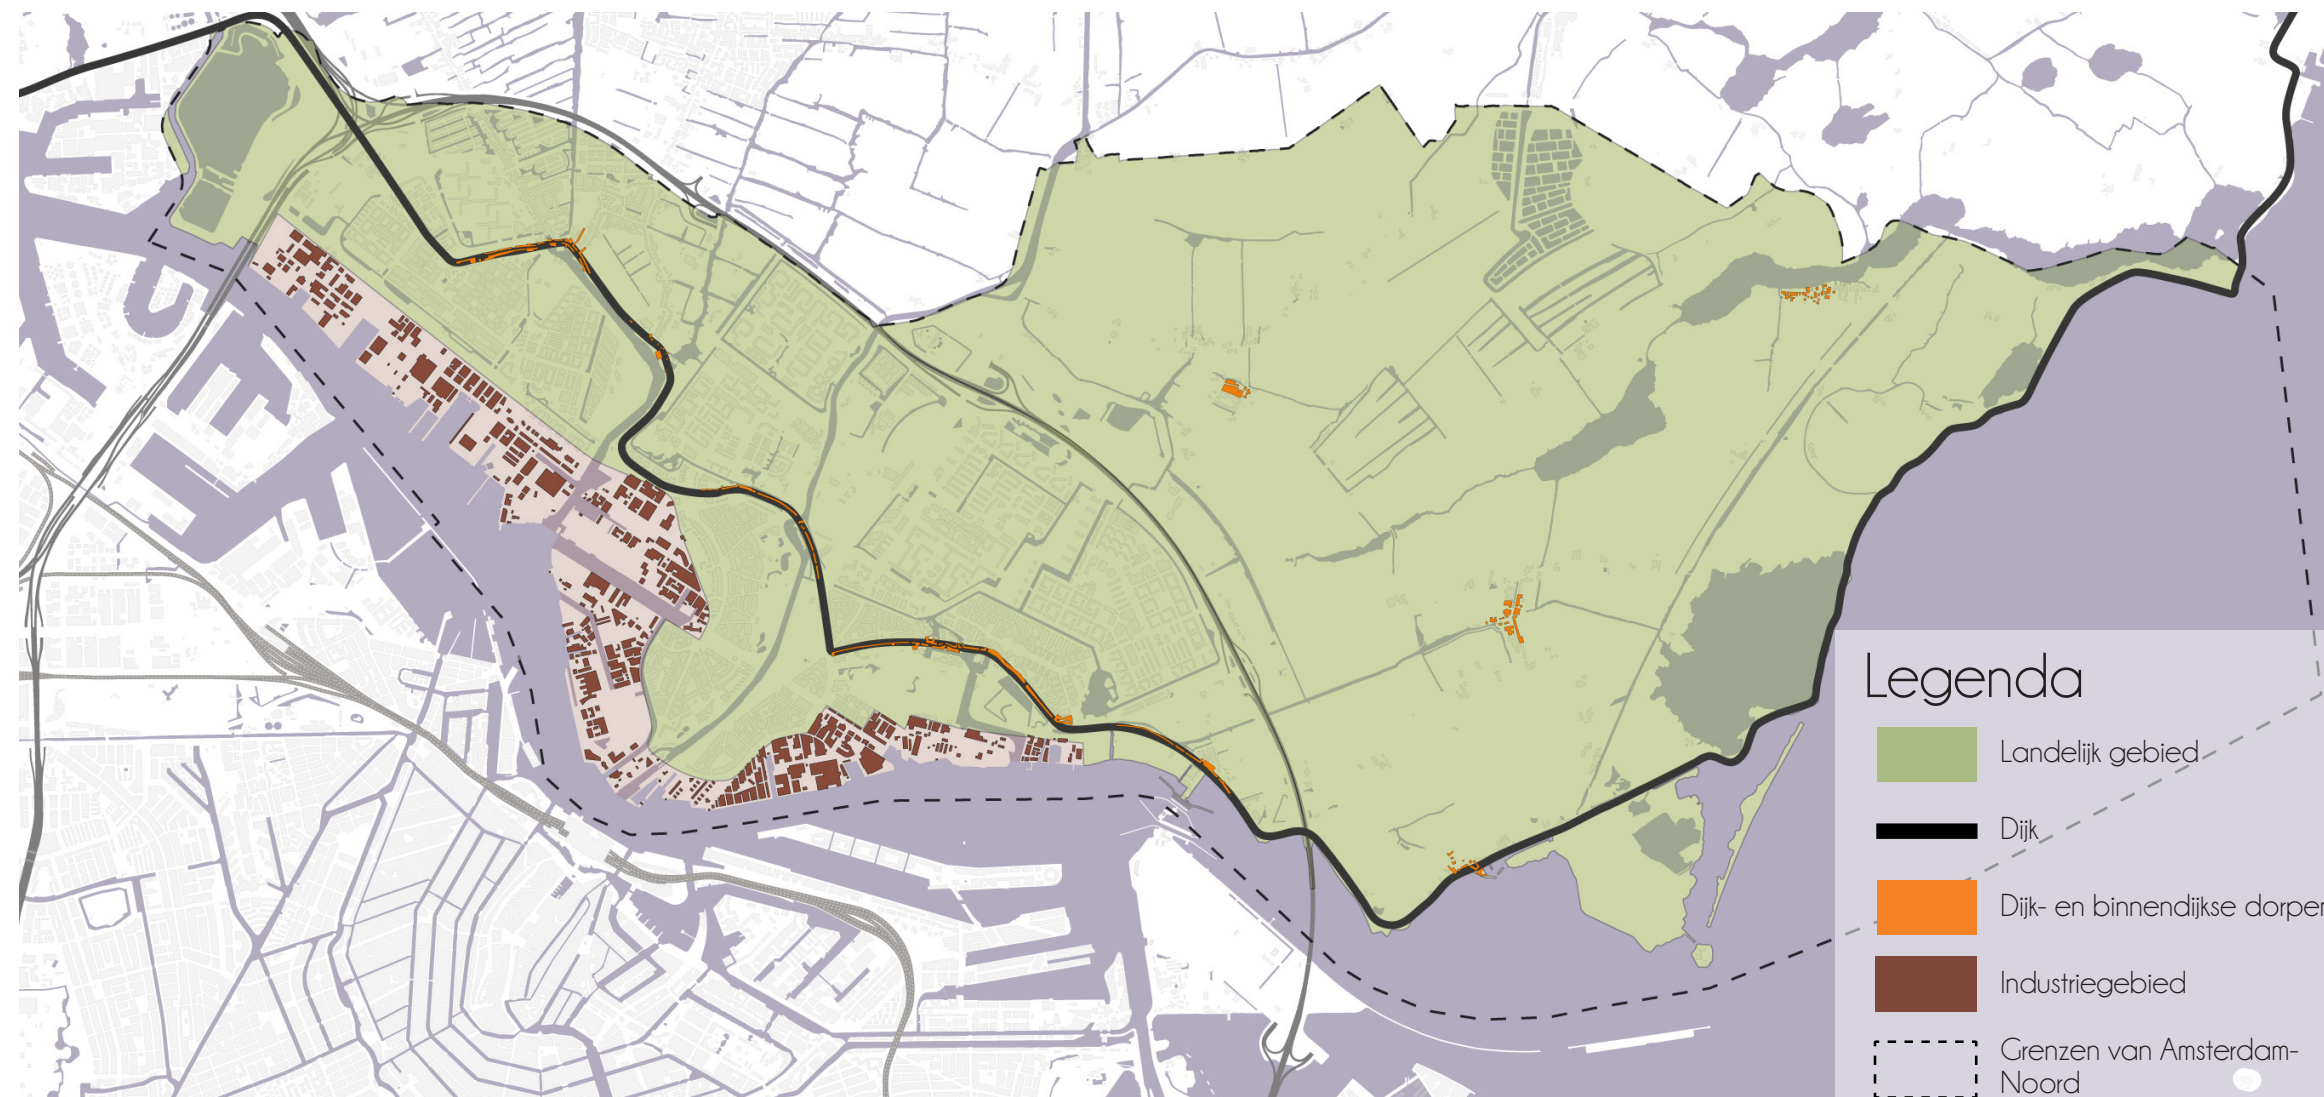 Legenda
Landelijk gebied
Dijk
Dijk- en binnendijkse dorpen
Industriegebied
Grenzen van Amsterdam-
Noord